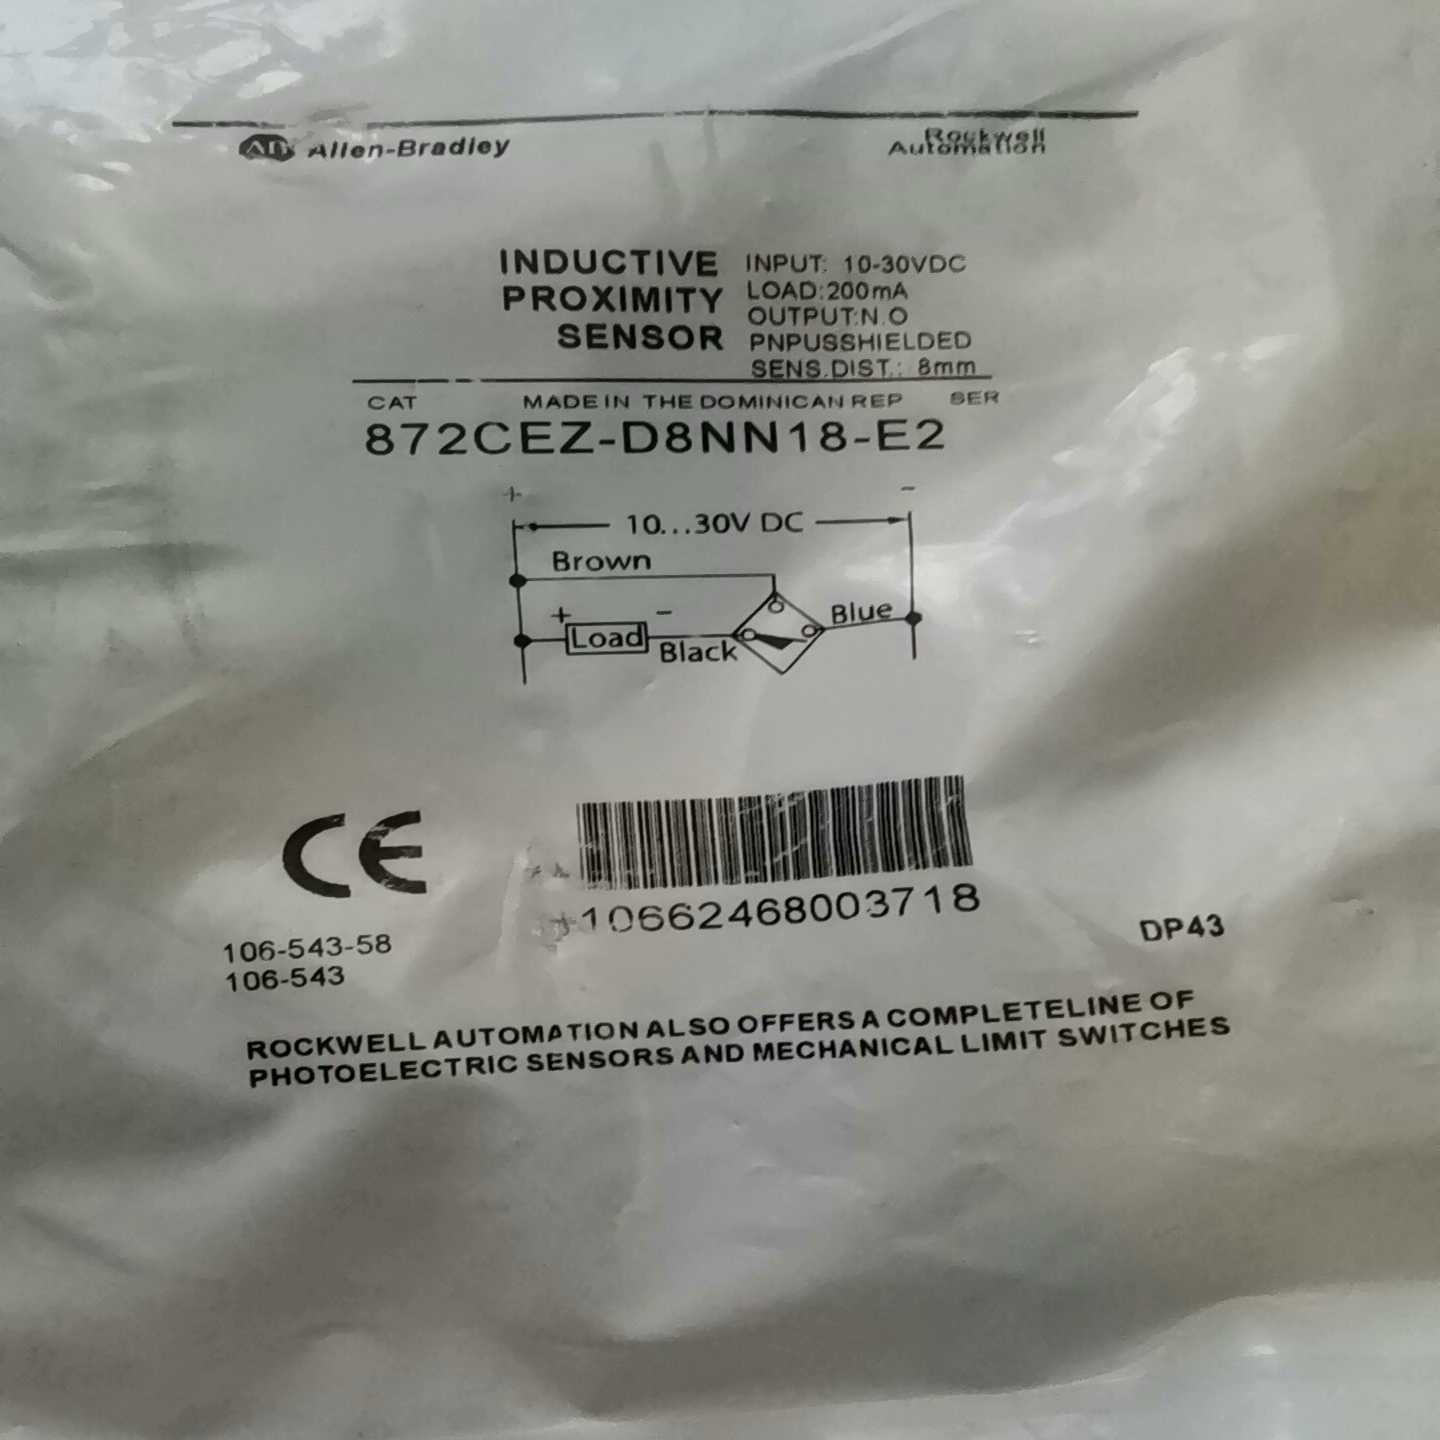 AB Allen-Bradley
Rockwell
Automation
INDUCTIVE
PROXIMITY
SENSOR
INPUT: 10-30VDC
LOAD:200mA
OUTPUT:N.O
PNPUSSHIELDED
SENS.DIST.: 8mm
CAT MADE IN THE DOMINICAN REP SER
872CEZ-D8NN18-E2
+ -
10...30V DC
Brown
+ -
Load
Black
Blue
CE
+10662468003718
106-543-58
106-543
DP43
ROCKWELL AUTOMATION ALSO OFFERS A COMPLETELINE OF
PHOTOELECTRIC SENSORS AND MECHANICAL LIMIT SWITCHES